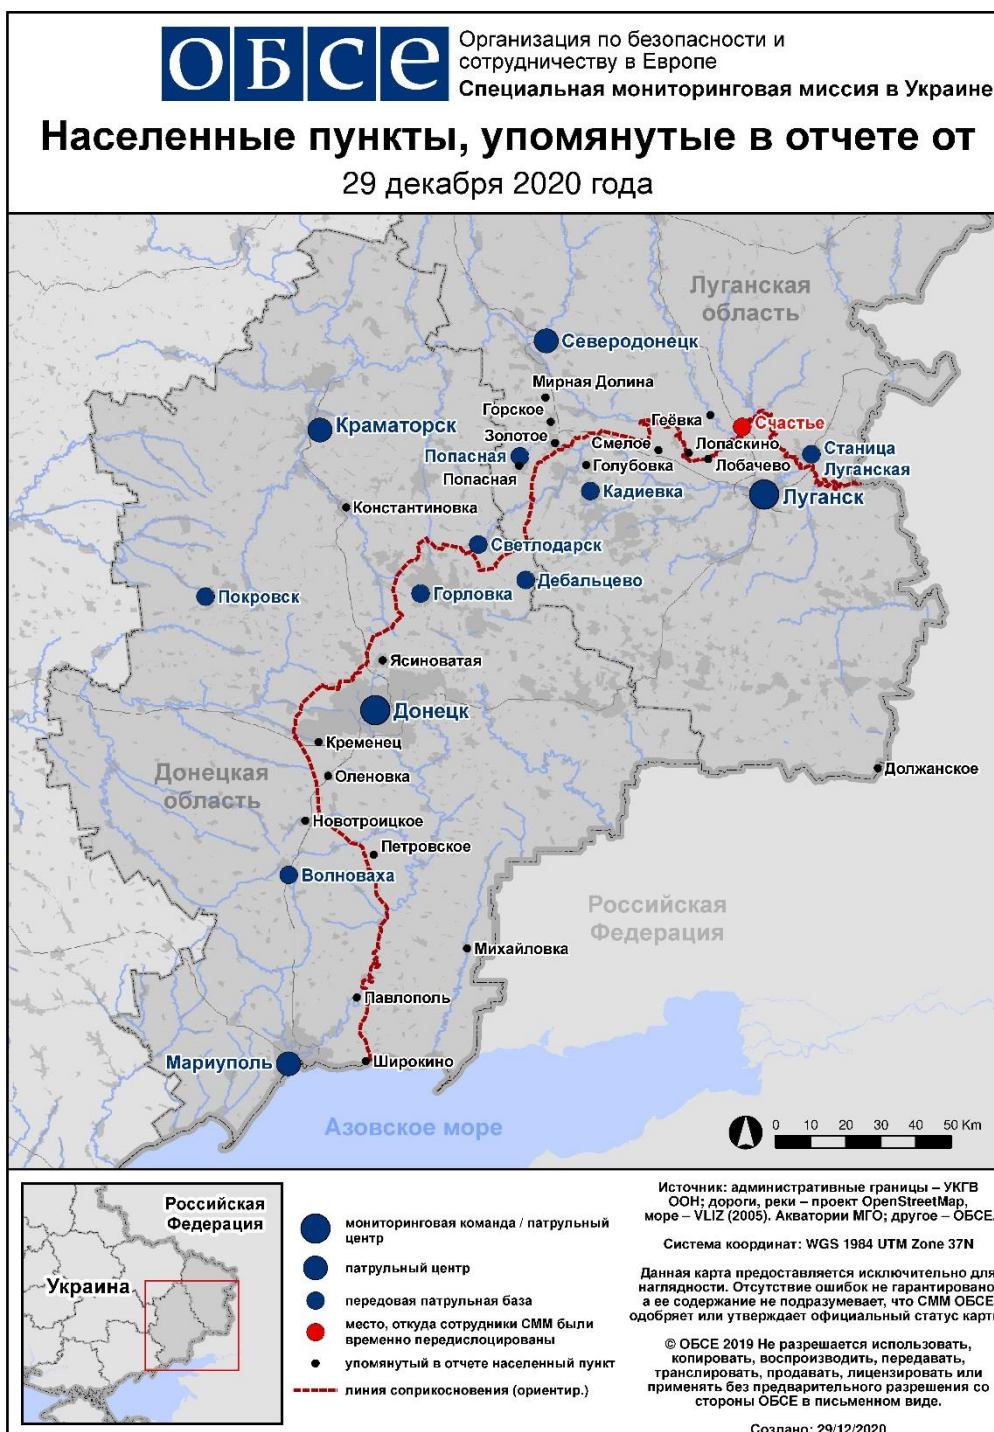 ОБСЕ
Организация по безопасности и
сотрудничеству в Европе
Специальная мониторинговая миссия в Украине
Населенные пункты, упомянутые в отчете от
29 декабря 2020 года
Луганская
область
Северодонецк
Мирная Долина
Горское
Геёвка
Счастье
Краматорск
Золотое
Смелое
Лопаскино
Станица
Луганская
Попасная
Попасная
Голубовка
Лобачево
Кадиевка
Луганск
Константиновка
Светлодарск
Дебальцево
Покровск
Горловка
Ясиноватая
Донецк
Кременец
Донецкая
область
Оленовка
Должанское
Новотроицкое
Петровское
Волноваха
Российская
Федерация
Михайловка
Павлополь
Мариуполь
Широкино
Азовское море
0 10 20 30 40 50 Km
Российская
Федерация
Украина
мониторинговая команда / патрульный
центр
патрульный центр
передовая патрульная база
место, откуда сотрудники СММ были
временно передислоцированы
упомянутый в отчете населенный пункт
линия соприкосновения (ориентир.)
Источник: административные границы – УКГВ
ООН; дороги, реки – проект OpenStreetMap,
море – VLIZ (2005). Акватории МГО; другое – ОБСЕ.
Система координат: WGS 1984 UTM Zone 37N
Данная карта предоставляется исключительно для
наглядности. Отсутствие ошибок не гарантировано,
а ее содержание не подразумевает, что СММ ОБСЕ
одобряет или утверждает официальный статус карт
© ОБСЕ 2019 Не разрешается использовать,
копировать, воспроизводить, передавать,
транслировать, продавать, лицензировать или
применять без предварительного разрешения со
стороны ОБСЕ в письменном виде.
Создано: 29/12/2020